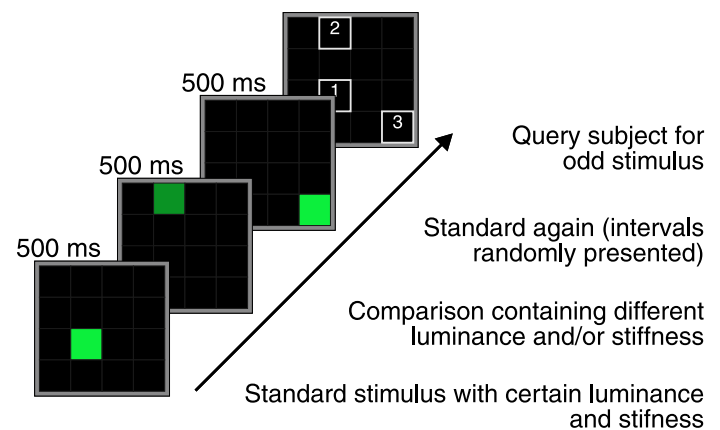 2
500 ms
1
3
500 ms
Query subject for
odd stimulus
500 ms
Standard again (intervals
randomly presented)
Comparison containing different
luminance and/or stiffness
Standard stimulus with certain luminance
and stifness